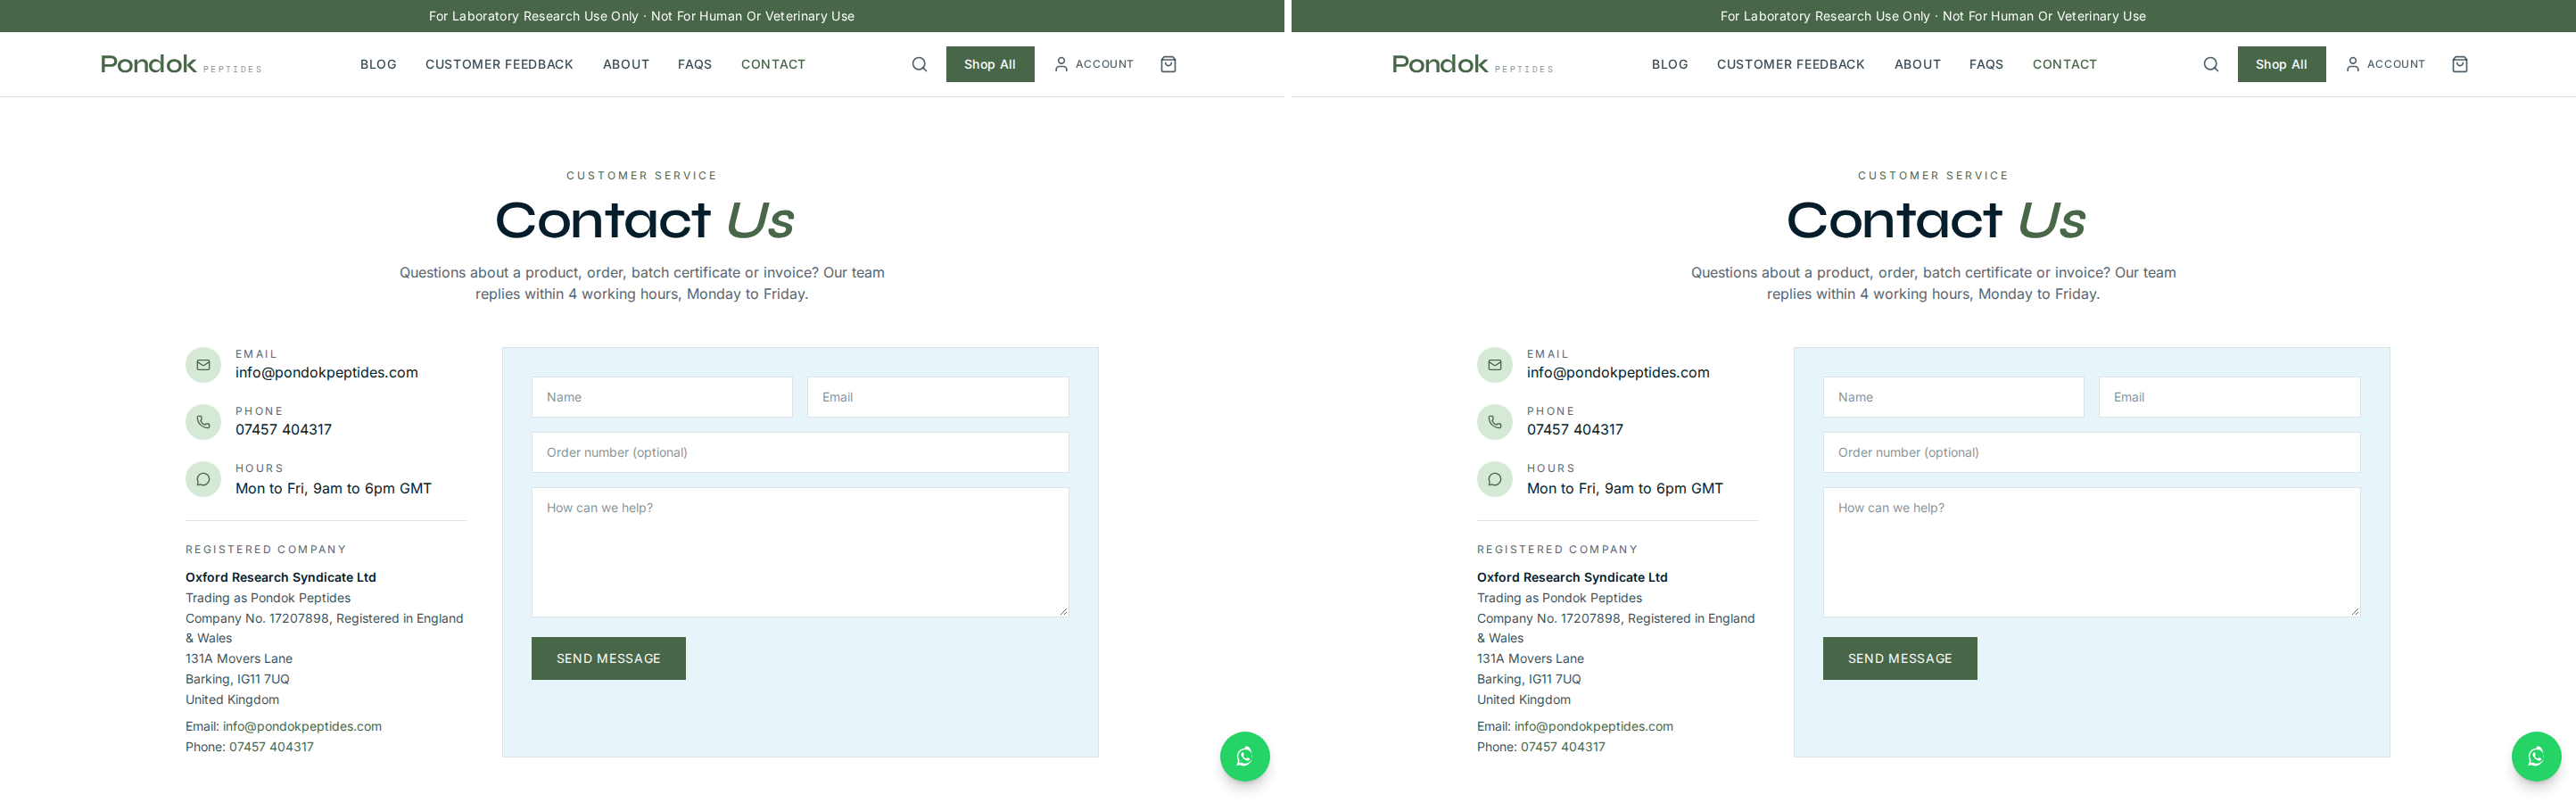 For Laboratory Research Use Only · Not For Human Or Veterinary Use
Pondok PEPTIDES BLOG CUSTOMER FEEDBACK ABOUT FAQS CONTACT Shop All ACCOUNT
CUSTOMER SERVICE
Contact Us
Questions about a product, order, batch certificate or invoice? Our team
replies within 4 working hours, Monday to Friday.
EMAIL
info@pondokpeptides.com
PHONE
07457 404317
HOURS
Mon to Fri, 9am to 6pm GMT
REGISTERED COMPANY
Oxford Research Syndicate Ltd
Trading as Pondok Peptides
Company No. 17207898, Registered in England
& Wales
131A Movers Lane
Barking, IG11 7UQ
United Kingdom
Email: info@pondokpeptides.com
Phone: 07457 404317
Name Email
Order number (optional)
How can we help?
SEND MESSAGE
For Laboratory Research Use Only · Not For Human Or Veterinary Use
Pondok PEPTIDES BLOG CUSTOMER FEEDBACK ABOUT FAQS CONTACT Shop All ACCOUNT
CUSTOMER SERVICE
Contact Us
Questions about a product, order, batch certificate or invoice? Our team
replies within 4 working hours, Monday to Friday.
EMAIL
info@pondokpeptides.com
PHONE
07457 404317
HOURS
Mon to Fri, 9am to 6pm GMT
REGISTERED COMPANY
Oxford Research Syndicate Ltd
Trading as Pondok Peptides
Company No. 17207898, Registered in England
& Wales
131A Movers Lane
Barking, IG11 7UQ
United Kingdom
Email: info@pondokpeptides.com
Phone: 07457 404317
Name Email
Order number (optional)
How can we help?
SEND MESSAGE